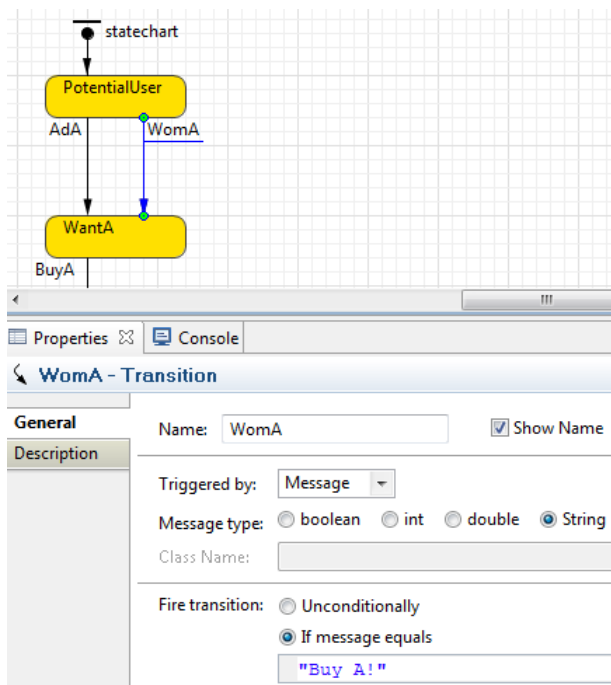 statechart
PotentialUser
AdA
WomA
WantA
BuyA
Properties Console
WomA - Transition
General
Description
Name: WomA Show Name
Triggered by: Message
Message type: boolean int double String
Class Name:
Fire transition: Unconditionally
If message equals
"Buy A!"